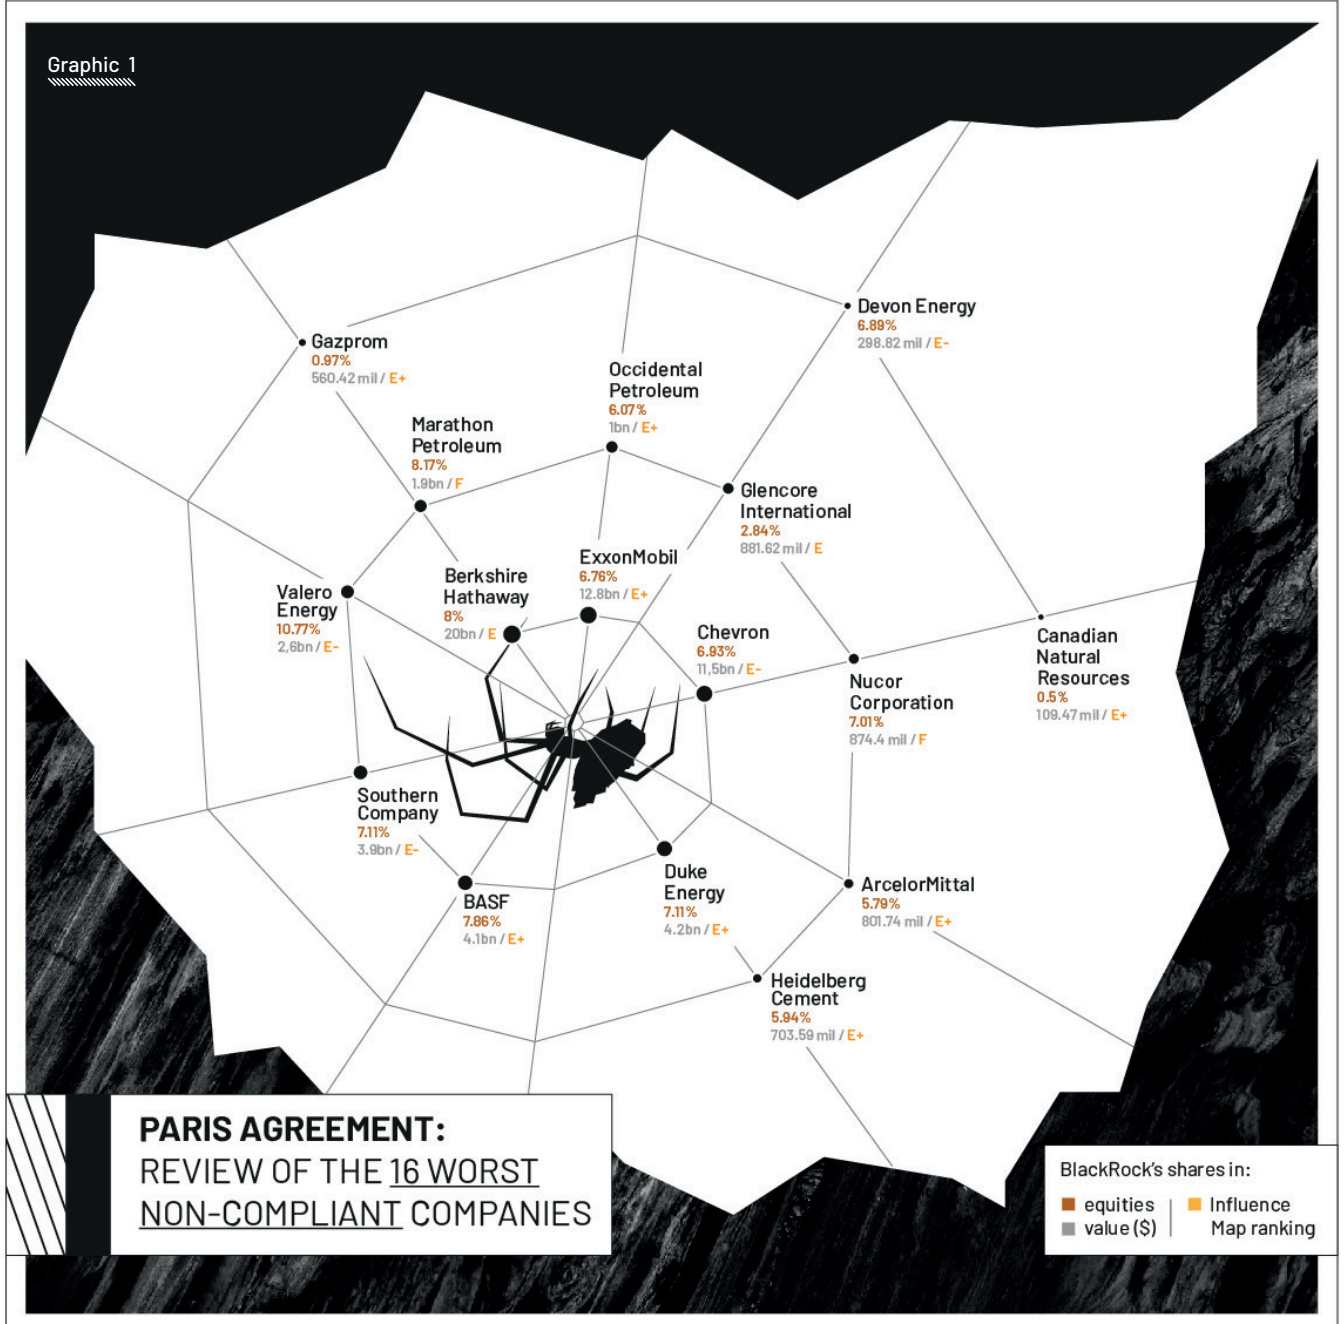 Graphic 1
Gazprom
0.97%
560.42 mil / E+
Devon Energy
6.89%
298.82 mil / E-
Occidental
Petroleum
6.07%
1bn / E+
Marathon
Petroleum
8.17%
1.9bn / F
Glencore
International
2.84%
881.62 mil / E
ExxonMobil
6.76%
12.8bn / E+
Berkshire
Hathaway
8%
20bn / E
Valero
Energy
10.77%
2,6bn / E-
Chevron
6.93%
11,5bn / E-
Canadian
Natural
Resources
0.5%
109.47 mil / E+
Nucor
Corporation
7.01%
874.4 mil / F
Southern
Company
7.11%
3.9bn / E-
BASF
7.86%
4.1bn / E+
Duke
Energy
7.11%
4.2bn / E+
ArcelorMittal
5.79%
801.74 mil / E+
Heidelberg
Cement
5.94%
703.59 mil / E+
PARIS AGREEMENT:
REVIEW OF THE 16 WORST
NON-COMPLIANT COMPANIES
BlackRock's shares in:
equities
value ($)
Influence
Map ranking